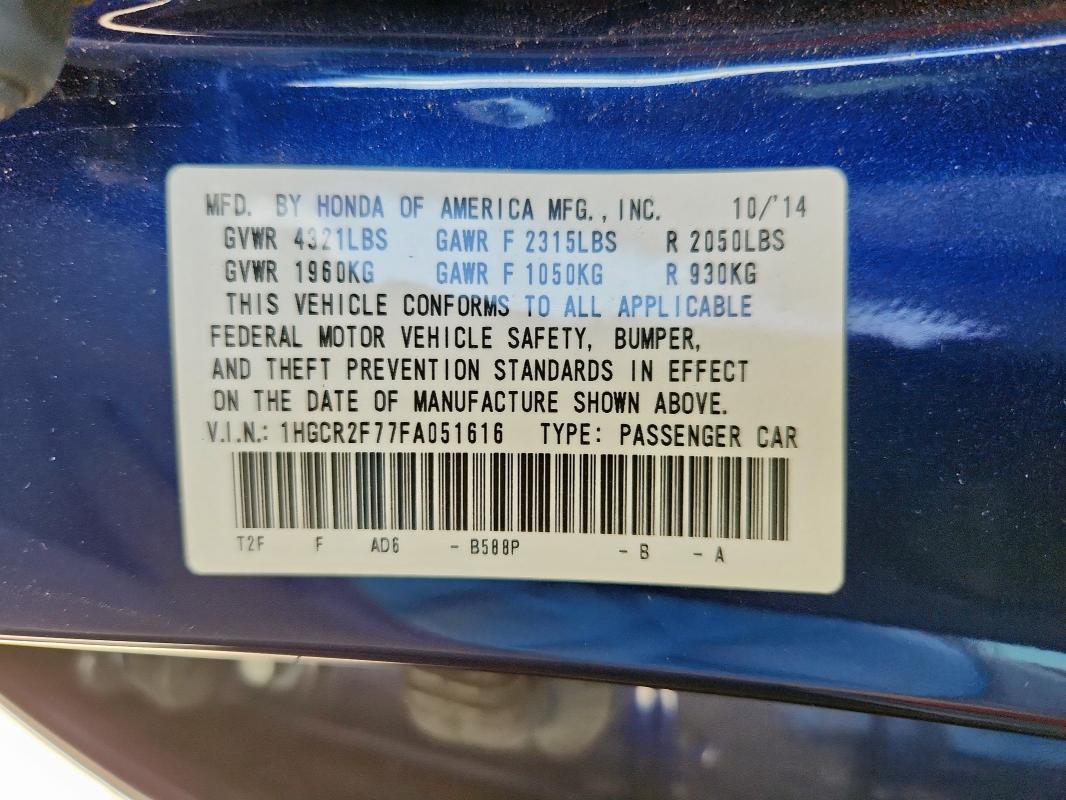 MFD. BY HONDA OF AMERICA MFG., INC. 10/'14
GVWR 4321LBS GAWR F 2315LBS R 2050LBS
GVWR 1960KG GAWR F 1050KG R 930KG
THIS VEHICLE CONFORMS TO ALL APPLICABLE
FEDERAL MOTOR VEHICLE SAFETY, BUMPER,
AND THEFT PREVENTION STANDARDS IN EFFECT
ON THE DATE OF MANUFACTURE SHOWN ABOVE.
V.I.N.: 1HGCR2F77FA051616 TYPE: PASSENGER CAR
T2F F AD6 - B588P - B - A